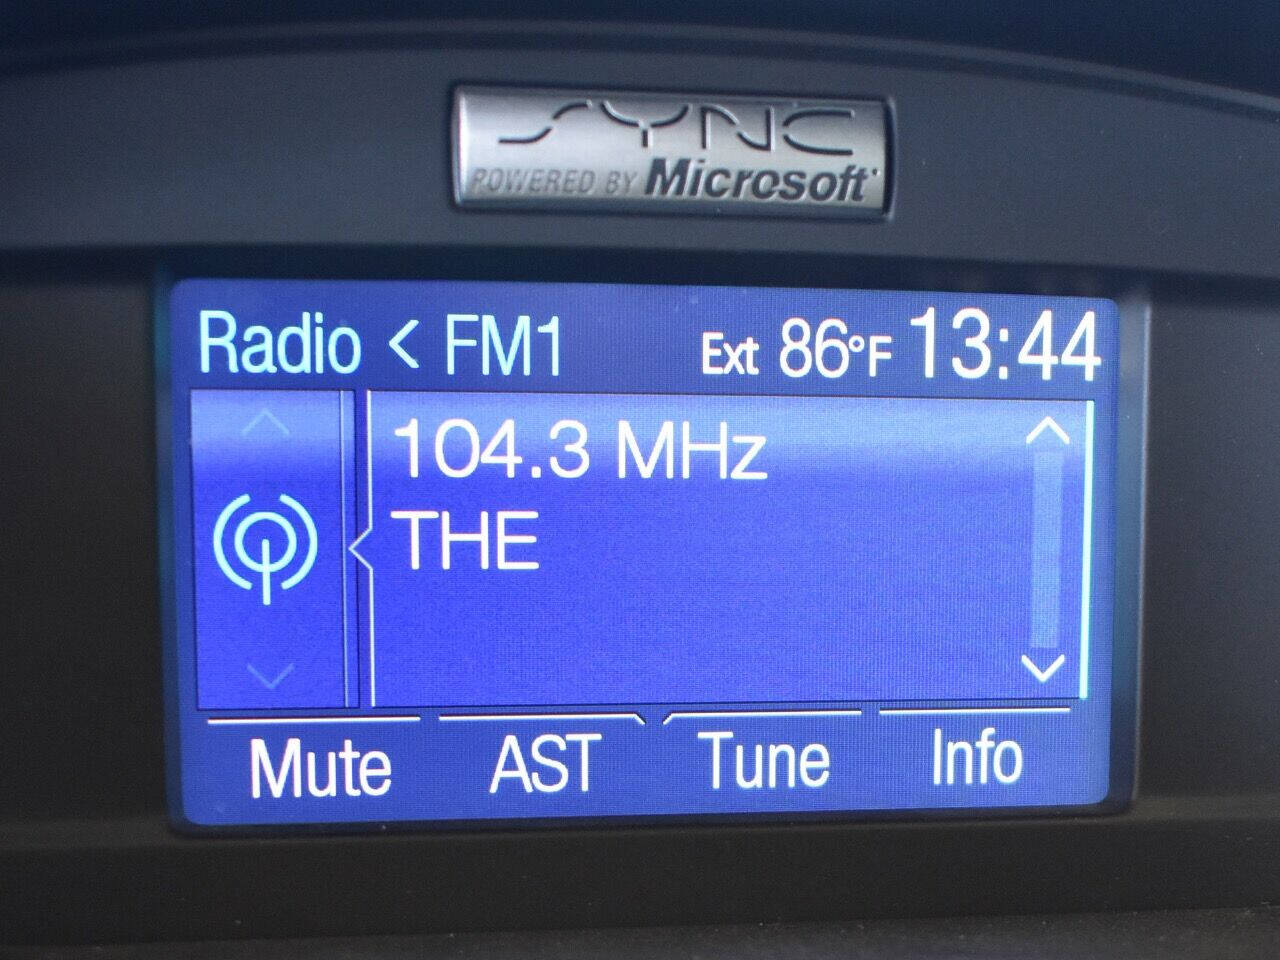 SYNC
POWERED BY Microsoft
Radio < FM1 Ext 86°F 13:44
104.3 MHz
THE
Mute AST Tune Info